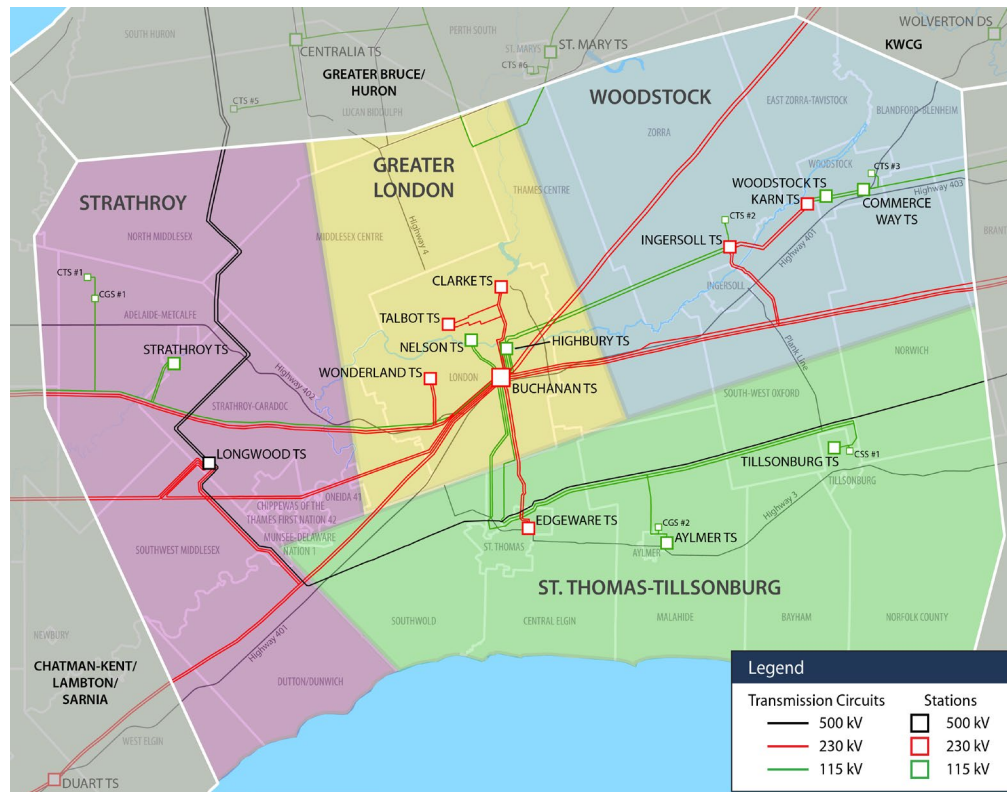 SOUTH HURON
PERTH SOUTH
WOLVERTON DS
CENTRALIA TS
ST. MARYS
ST. MARY TS
KWCG
GREATER BRUCE/
HURON
CTS #6
CTS #5
LUCAN BIDDULPH
WOODSTOCK
EAST ZORRA-TAVISTOCK
BLANDFORD-BLENHEIM
ZORRA
GREATER
LONDON
WOODSTOCK
CTS #3
THAMES CENTRE
WOODSTOCK TS
KARN TS
Highway 403
STRATHROY
COMMERCE
WAY TS
CTS #2
NORTH MIDDLESEX
MIDDLESEX CENTRE
Highway 4
INGERSOLL TS
Highway 401
BRANT
CTS #1
CLARKE TS
INGERSOLL
CGS #1
ADELAIDE-METCALFE
TALBOT TS
NELSON TS
HIGHBURY TS
STRATHROY TS
Plank Line
NORWICH
WONDERLAND TS
LONDON
BUCHANAN TS
Highway 402
SOUTH-WEST OXFORD
STRATHROY-CARADOC
LONGWOOD TS
TILLSONBURG TS
CSS #1
TILLSONBURG
ONEIDA 41
CHIPPEWAS OF THE
THAMES FIRST NATION 42
MUNSEE-DELAWARE
NATION 1
Highway 3
EDGEWARE TS
CGS #2
AYLMER TS
SOUTHWEST MIDDLESEX
ST. THOMAS
AYLMER
ST. THOMAS-TILLSONBURG
SOUTHWOLD
CENTRAL ELGIN
MALAHIDE
BAYHAM
NORFOLK COUNTY
NEWBURY
Highway 401
CHATMAN-KENT/
LAMBTON/
SARNIA
DUTTON/DUNWICH
WEST ELGIN
DUART TS
Legend
Transmission Circuits
Stations
500 kV
500 kV
230 kV
230 kV
115 kV
115 kV